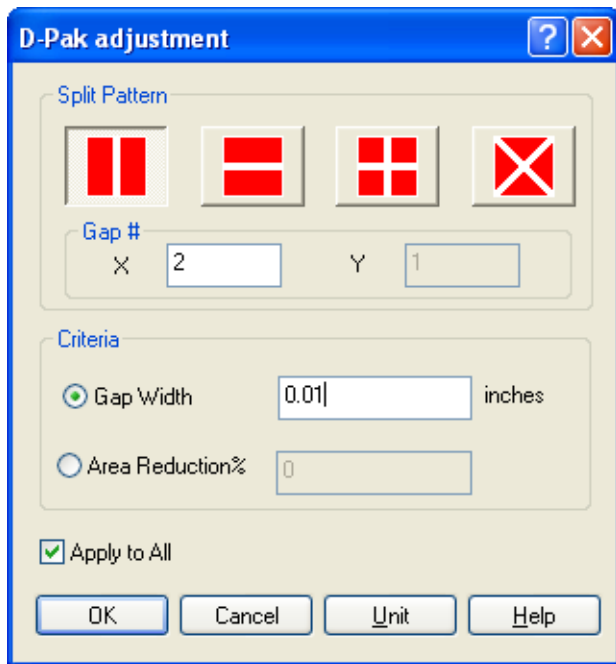 D-Pak adjustment
Split Pattern
Gap #
X 2 Y 1
Criteria
Gap Width 0.01 inches
Area Reduction% 0
Apply to All
OK Cancel Unit Help